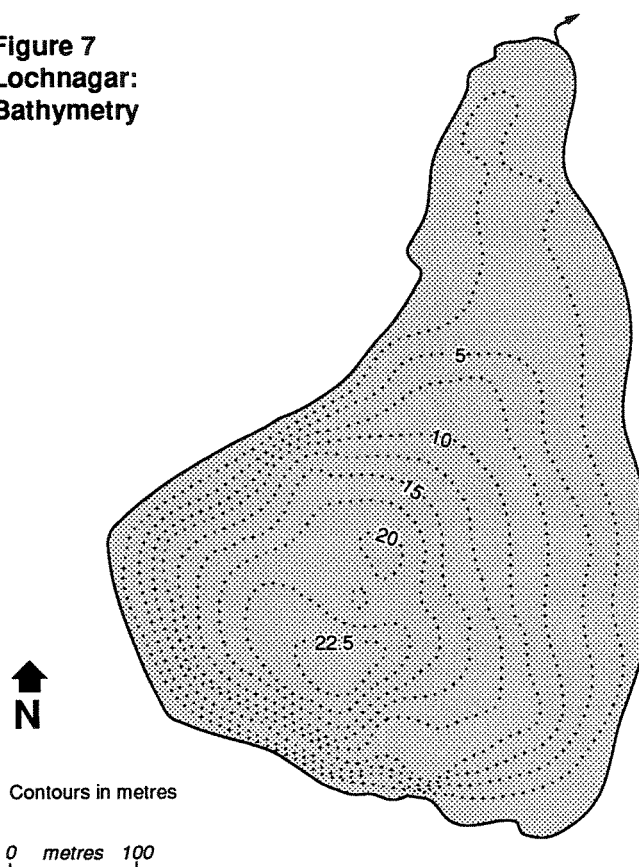 Figure 7
Lochnagar:
Bathymetry
5
10
15
20
22.5
N
Contours in metres
0 metres 100